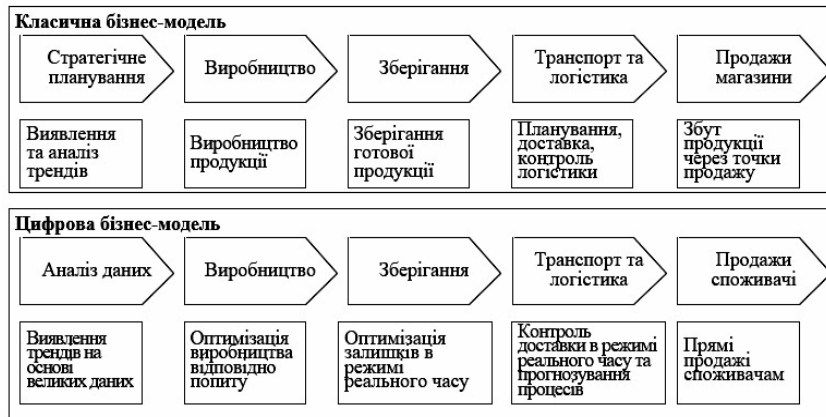 Класична бізнес-модель
Стратегічне
планування
Виробництво
Зберігання
Транспорт та
логістика
Продажи
магазини
Виявлення
та аналіз
трендів
Виробництво
продукції
Зберігання
готової
продукції
Планування,
доставка,
контроль
логістики
Збут
продукції
через точки
продажу
Цифрова бізнес-модель
Аналіз даних
Виробництво
Зберігання
Транспорт та
логістика
Продажи
споживачі
Виявлення
трендів на
основі
великих даних
Оптимізація
виробництва
відповідно
попиту
Оптимізація
залишків в
режимі
реального часу
Контроль
доставки в режимі
реального часу та
прогнозування
процесів
Прямі
продажі
споживачам